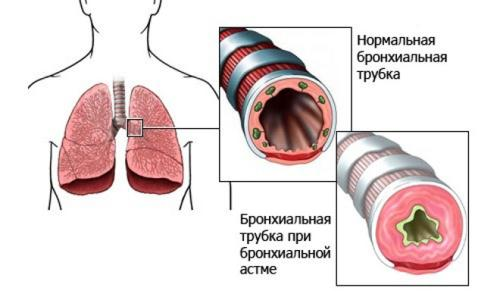 Нормальная
бронхиальная
трубка
Бронхиальная
трубка при
бронхиальной
астме